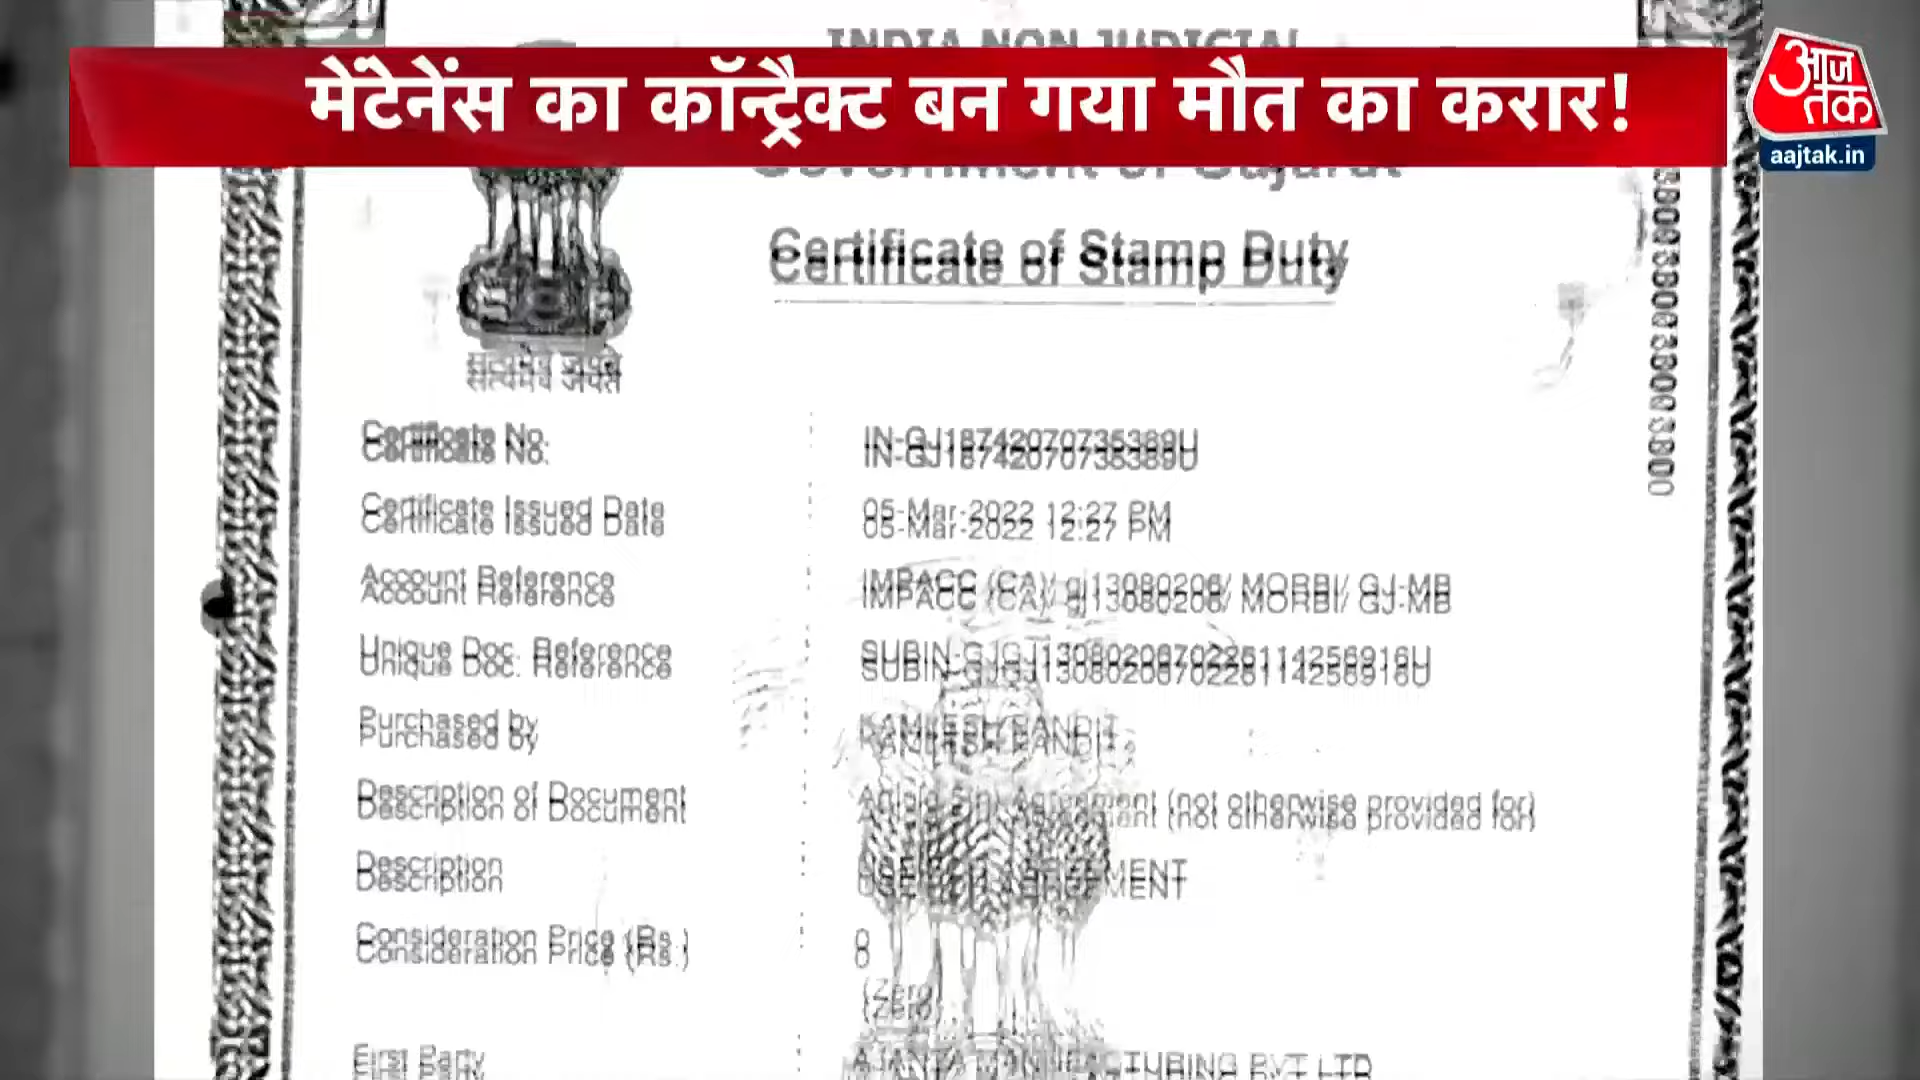 INDIA NON JUDICIAL
मेंटेनेंस का कॉन्ट्रैक्ट बन गया मौत का करार!
आज तक
aajtak.in
Government of Gujarat
Certificate of Stamp Duty
सत्यमेव जयते
Certificate No. IN-GJ18742070735389U
Certificate Issued Date : 05-Mar-2022 12:27 PM
Account Reference : IMPACC (CA)/ gj13080206/ MORBI/ GJ-MB
Unique Doc. Reference : SUBIN-GJGJ1308020670226114256916U
Purchased by : KAMLESH PANDIT
Description of Document : Agreement (not otherwise provided for)
Description : AGREEMENT
Consideration Price (Rs.) : 0
(Zero)
First Party : AJANTA MANUFACTURING PVT LTD